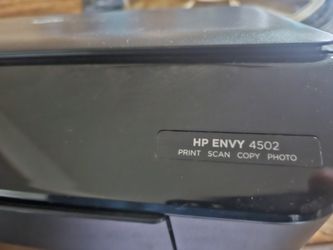 HP ENVY 4502
PRINT SCAN COPY PHOTO